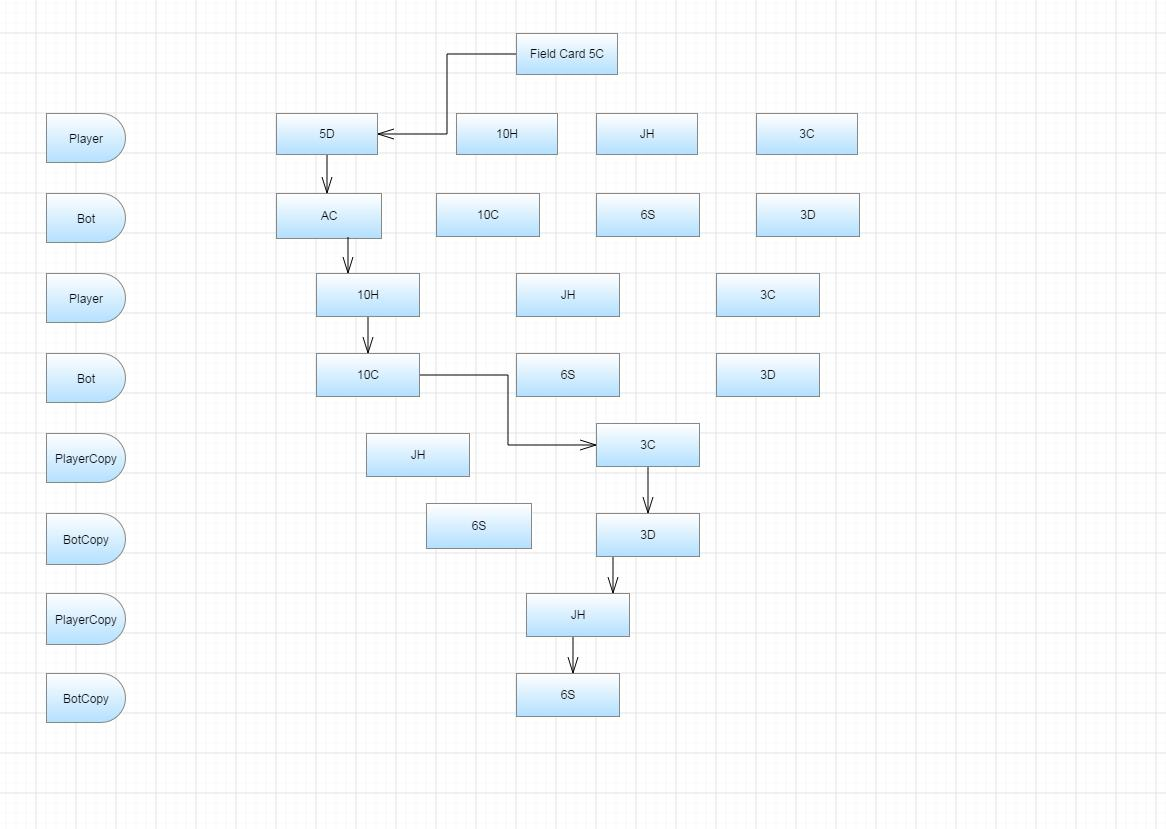 Field Card 5C
Player 5D 10H JH 3C
Bot AC 10C 6S 3D
Player 10H JH 3C
Bot 10C 6S 3D
PlayerCopy JH 3C
BotCopy 6S 3D
PlayerCopy JH
BotCopy 6S